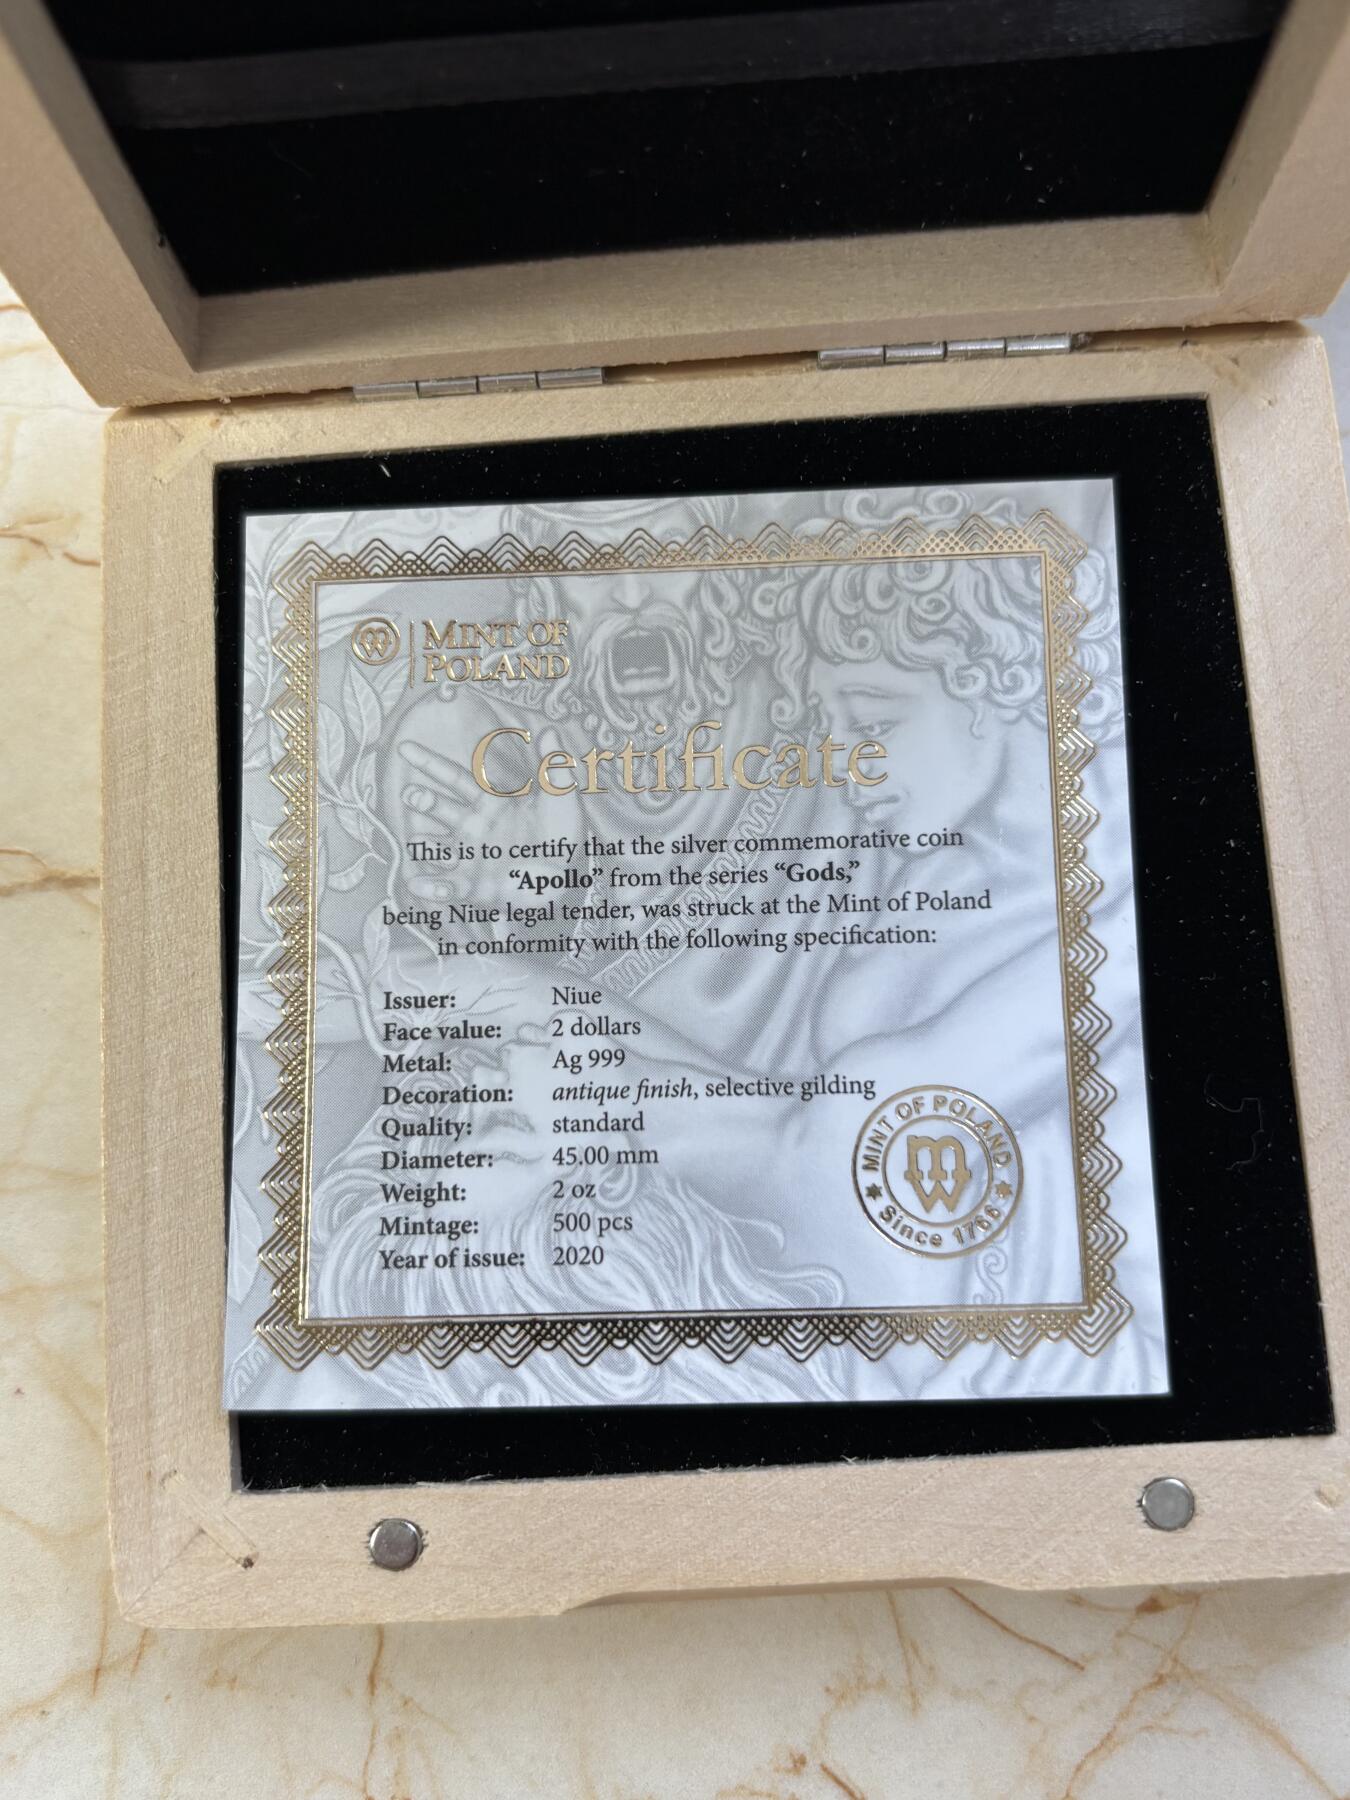 MINT OF
POLAND
Certificate
This is to certify that the silver commemorative coin
“Apollo” from the series “Gods,”
being Niue legal tender, was struck at the Mint of Poland
in conformity with the following specification:
Issuer: Niue
Face value: 2 dollars
Metal: Ag 999
Decoration: antique finish, selective gilding
Quality: standard
Diameter: 45.00 mm
Weight: 2 oz
Mintage: 500 pcs
Year of issue: 2020
MINT OF POLAND
Since 1766